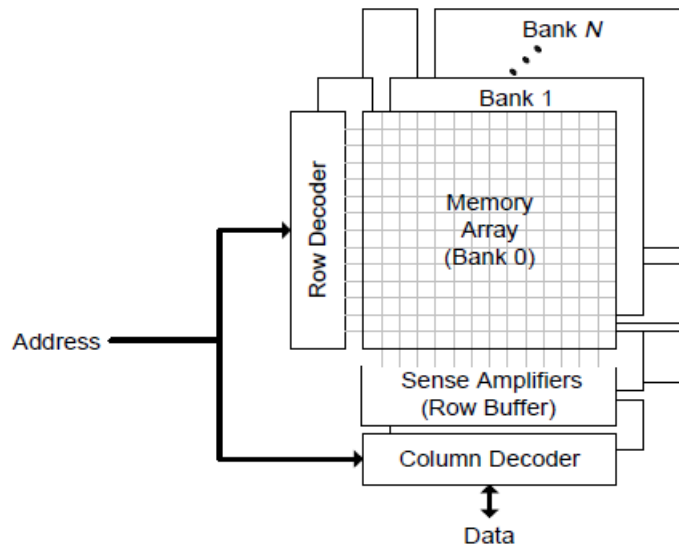 Bank N
Bank 1
Row Decoder
Memory
Array
(Bank 0)
Address
Sense Amplifiers
(Row Buffer)
Column Decoder
Data